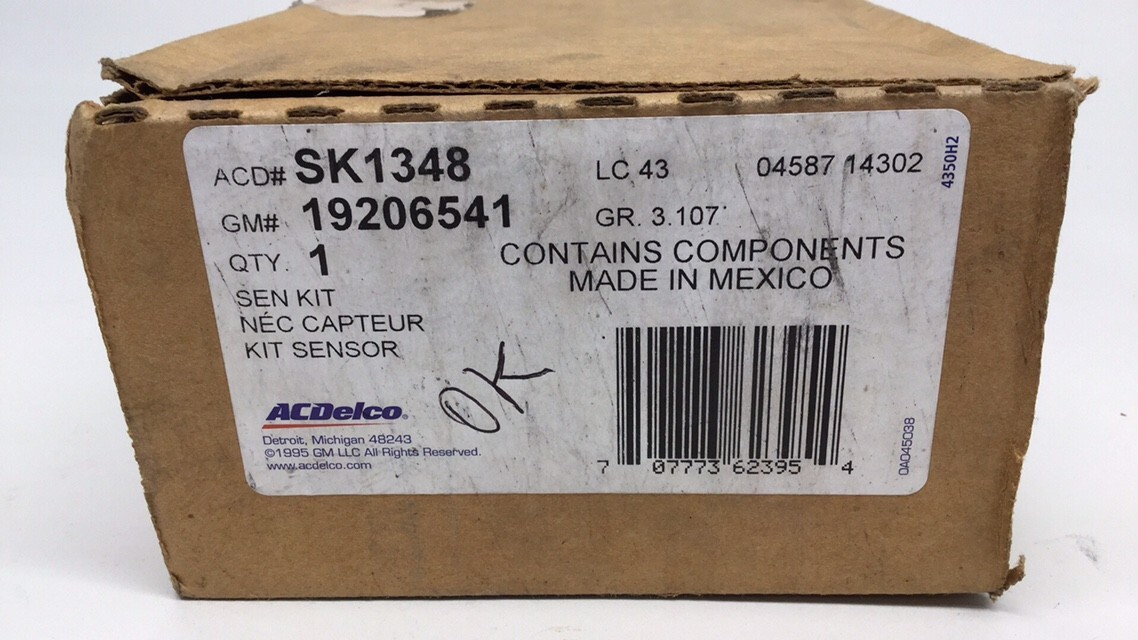 ACD# SK1348
GM# 19206541
QTY. 1
SEN KIT
NÉC CAPTEUR
KIT SENSOR
LC 43 04587 14302
GR. 3.107
CONTAINS COMPONENTS
MADE IN MEXICO
4350H2
OK
ACDelco®
Detroit, Michigan 48243
©1995 GM LLC All Rights Reserved.
www.acdelco.com
7 07773 62395 4
0A045038